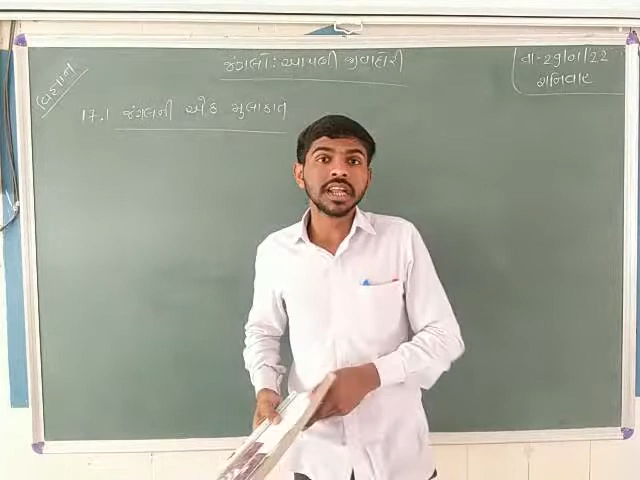 વિજ્ઞાન
જંગલો : આપણી જીવાદોરી
તા-29/01/22
શનિવાર
17.1 જંગલની એક મુલાકાત